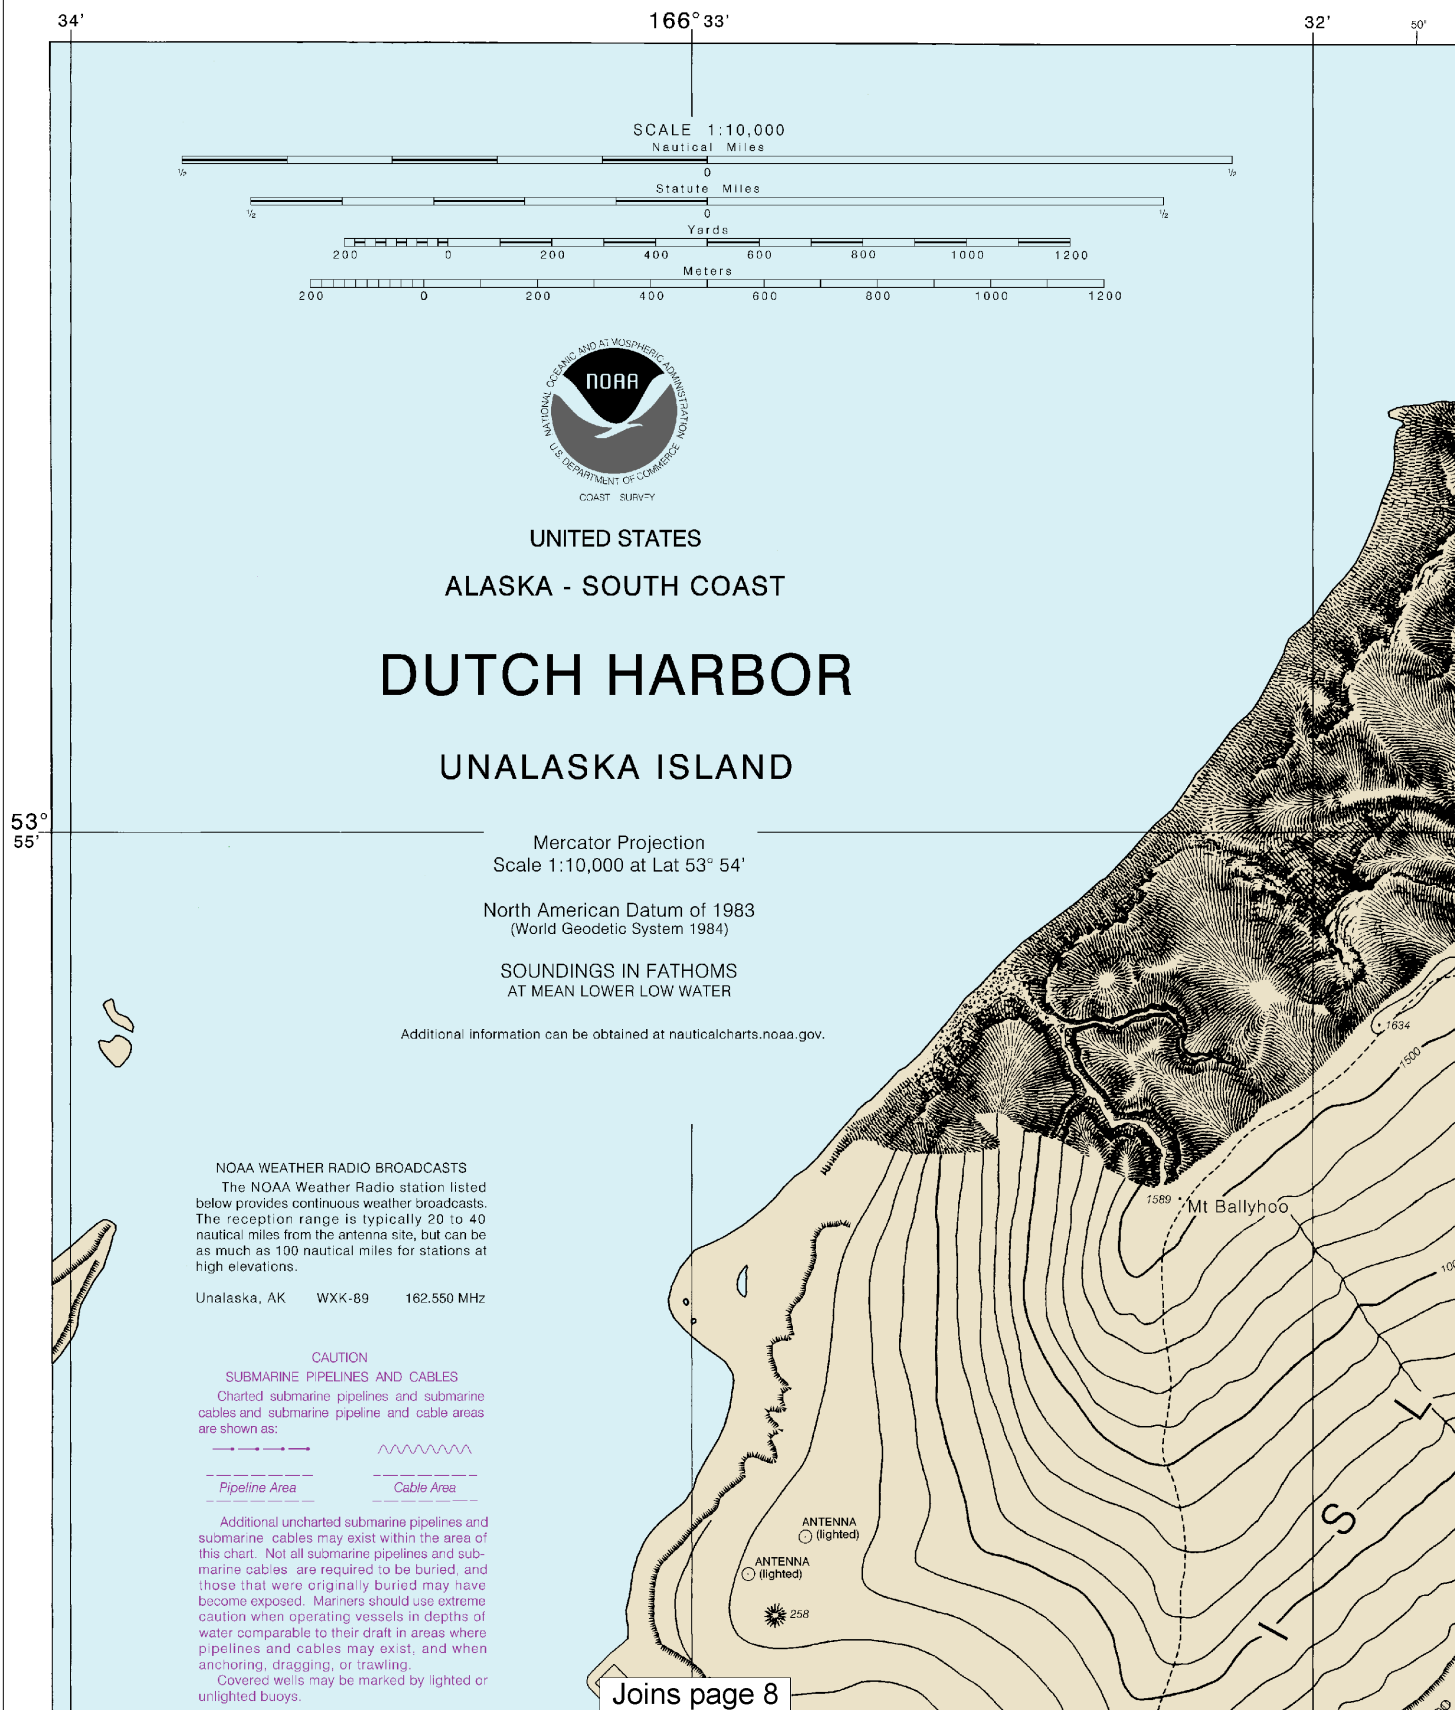 34'
166°33'
32'
50"
SCALE 1:10,000
Nautical Miles
½ 0 ½
Statute Miles
½ 0 ½
Yards
200 0 200 400 600 800 1000 1200
Meters
200 0 200 400 600 800 1000 1200
NATIONAL OCEANIC AND ATMOSPHERIC ADMINISTRATION
NOAA
U.S. DEPARTMENT OF COMMERCE
COAST SURVEY
UNITED STATES
ALASKA - SOUTH COAST
DUTCH HARBOR
UNALASKA ISLAND
53°
55'
Mercator Projection
Scale 1:10,000 at Lat 53° 54'
North American Datum of 1983
(World Geodetic System 1984)
SOUNDINGS IN FATHOMS
AT MEAN LOWER LOW WATER
Additional information can be obtained at nauticalcharts.noaa.gov.
1634
1500
1589
Mt Ballyhoo
NOAA WEATHER RADIO BROADCASTS
The NOAA Weather Radio station listed
below provides continuous weather broadcasts.
The reception range is typically 20 to 40
nautical miles from the antenna site, but can be
as much as 100 nautical miles for stations at
high elevations.
Unalaska, AK WXK-89 162.550 MHz
CAUTION
SUBMARINE PIPELINES AND CABLES
Charted submarine pipelines and submarine
cables and submarine pipeline and cable areas
are shown as:
Pipeline Area Cable Area
Additional uncharted submarine pipelines and
submarine cables may exist within the area of
this chart. Not all submarine pipelines and sub-
marine cables are required to be buried, and
those that were originally buried may have
become exposed. Mariners should use extreme
caution when operating vessels in depths of
water comparable to their draft in areas where
pipelines and cables may exist, and when
anchoring, dragging, or trawling.
Covered wells may be marked by lighted or
unlighted buoys.
ANTENNA
(lighted)
ANTENNA
(lighted)
258
I S L
Joins page 8